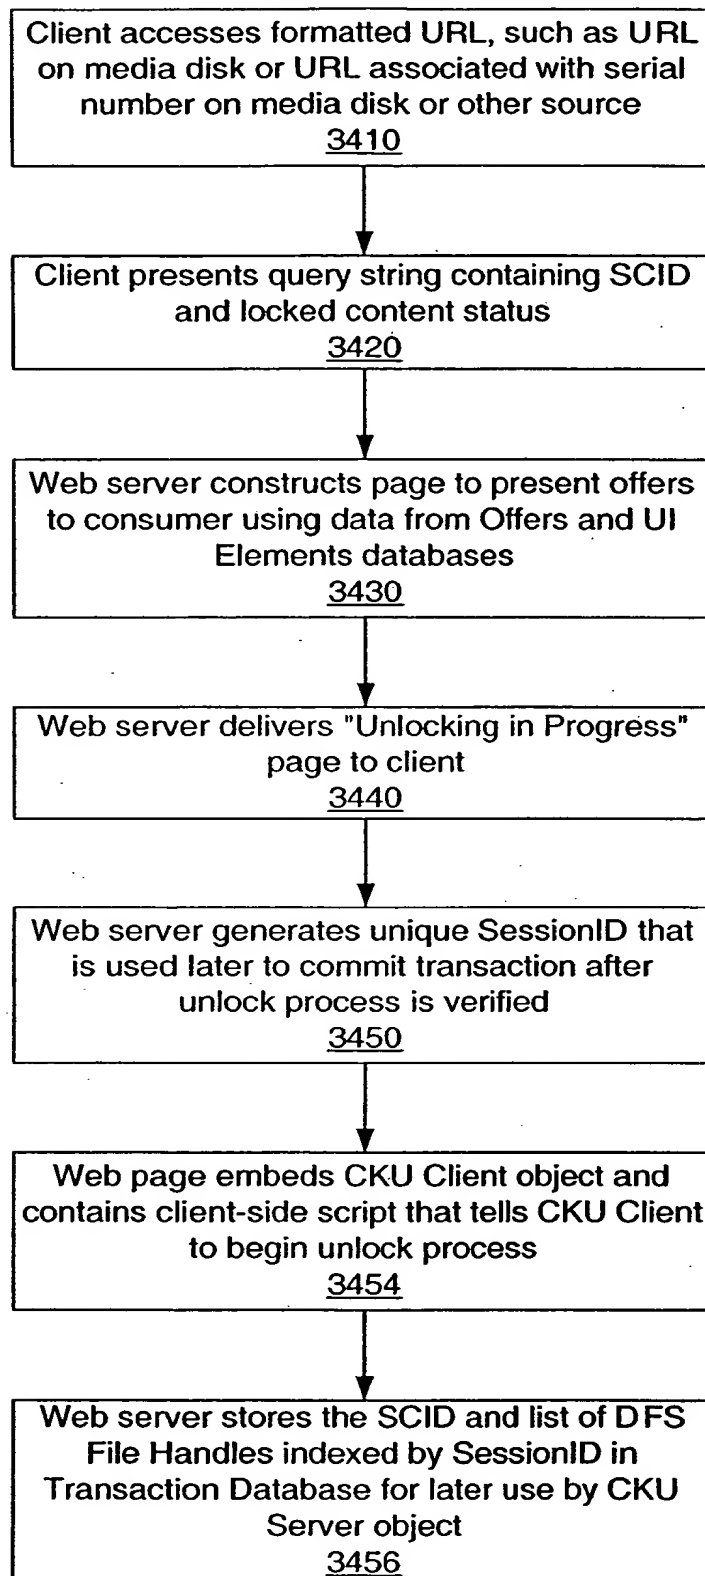 Client accesses formatted URL, such as URL
on media disk or URL associated with serial
number on media disk or other source
3410
Client presents query string containing SCID
and locked content status
3420
Web server constructs page to present offers
to consumer using data from Offers and UI
Elements databases
3430
Web server delivers "Unlocking in Progress"
page to client
3440
Web server generates unique SessionID that
is used later to commit transaction after
unlock process is verified
3450
Web page embeds CKU Client object and
contains client-side script that tells CKU Client
to begin unlock process
3454
Web server stores the SCID and list of DFS
File Handles indexed by SessionID in
Transaction Database for later use by CKU
Server object
3456